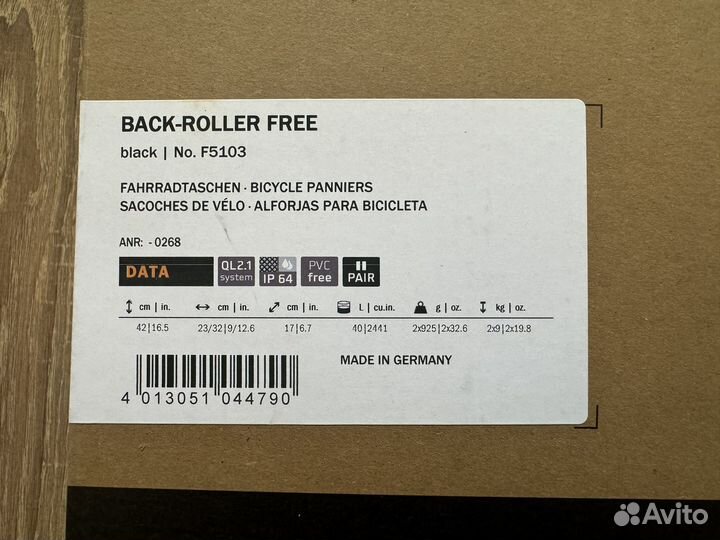 BACK-ROLLER FREE
black | No. F5103
FAHRRADTASCHEN · BICYCLE PANNIERS
SACOCHES DE VÉLO · ALFORJAS PARA BICICLETA
ANR: - 0268
DATA QL2.1 system IP 64 PVC free PAIR
cm | in. cm | in. cm | in. L | cu.in. g | oz. kg | oz.
42|16.5 23/32|9/12.6 17|6.7 40|2441 2x925|2x32.6 2x9|2x19.8
MADE IN GERMANY
4 013051 044790
Avito